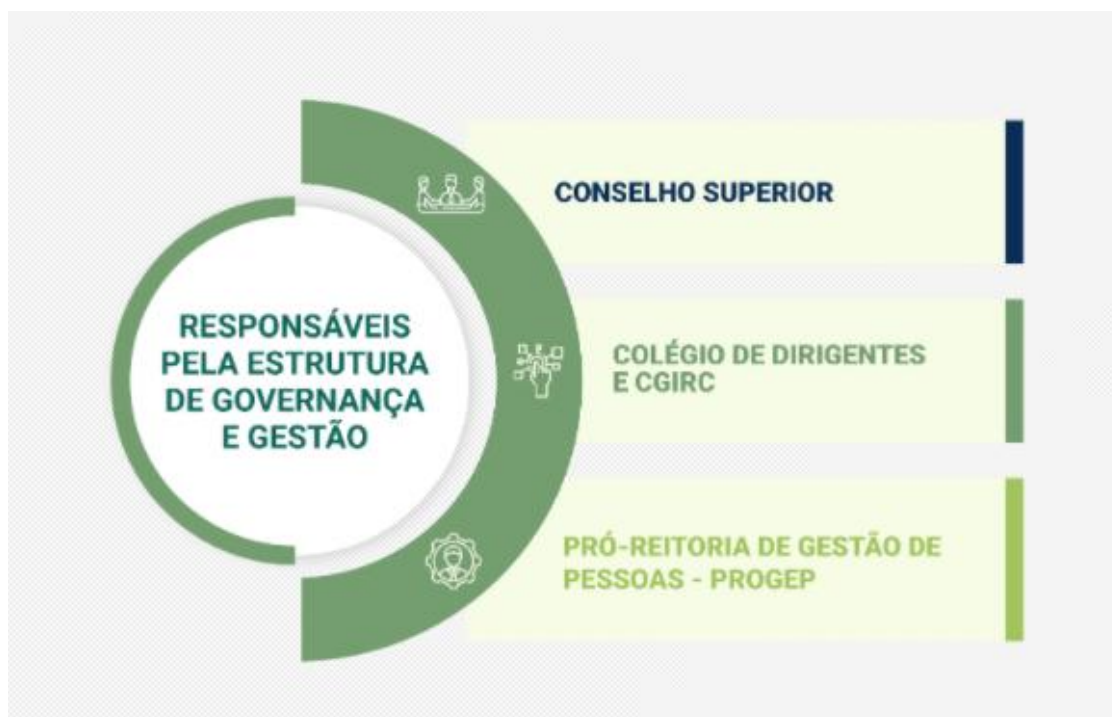 RESPONSÁVEIS
PELA ESTRUTURA
DE GOVERNANÇA
E GESTÃO
CONSELHO SUPERIOR
COLÉGIO DE DIRIGENTES
E CGIRC
PRÓ-REITORIA DE GESTÃO DE
PESSOAS - PROGEP